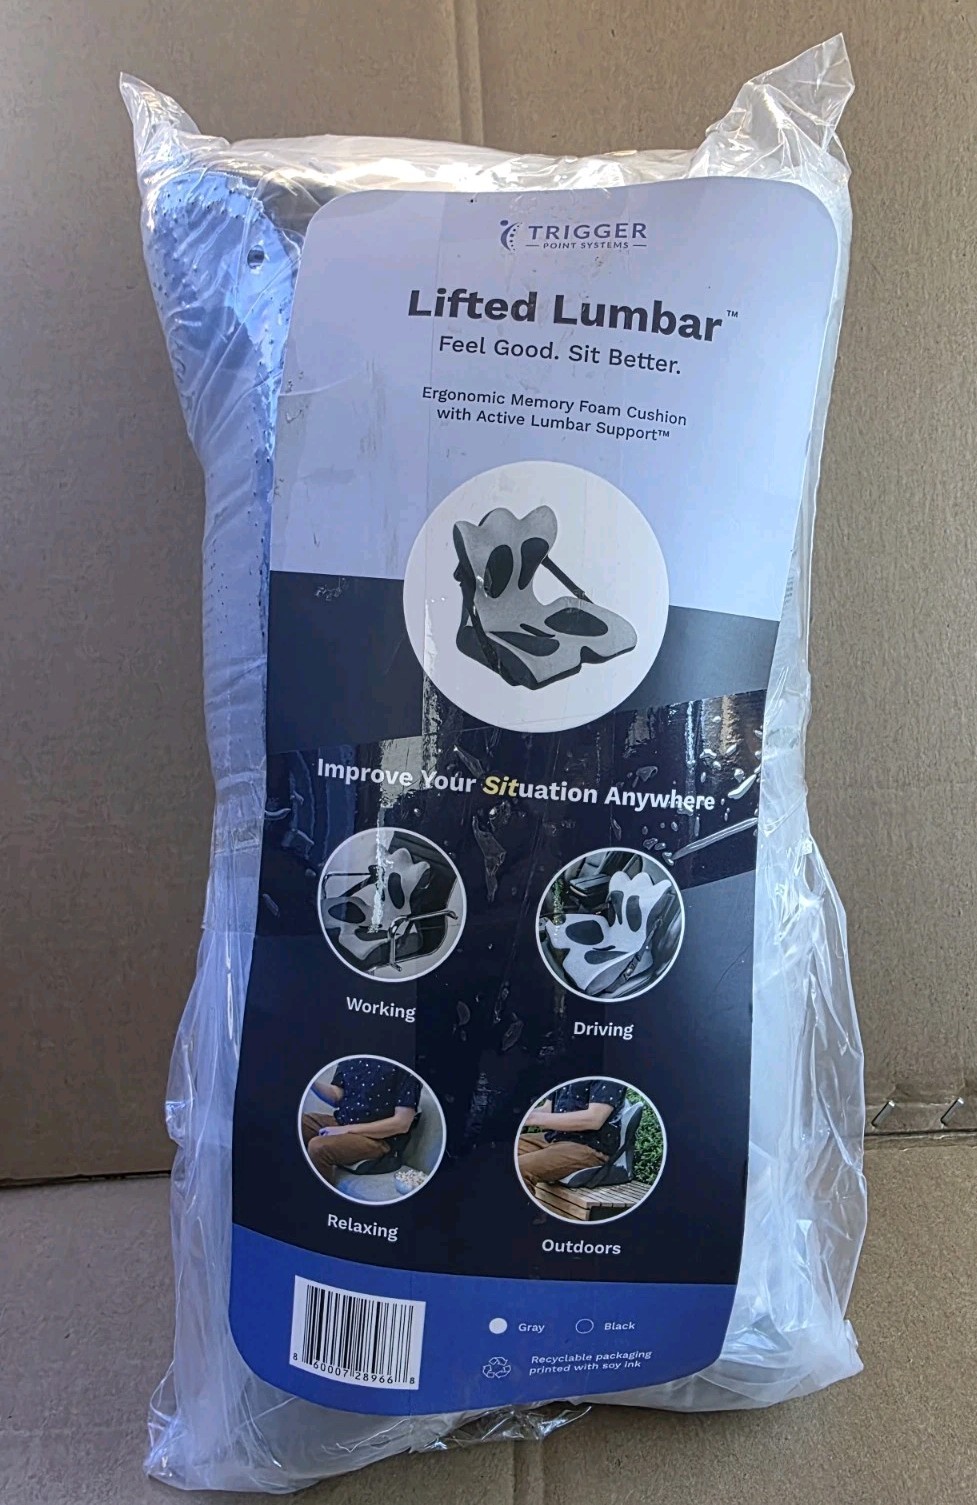 TRIGGER
POINT SYSTEMS
Lifted Lumbar™
Feel Good. Sit Better.
Ergonomic Memory Foam Cushion
with Active Lumbar Support™
Improve Your Situation Anywhere
Working
Driving
Relaxing
Outdoors
Gray
Black
Recyclable packaging
printed with soy ink
8 60007 28966 8